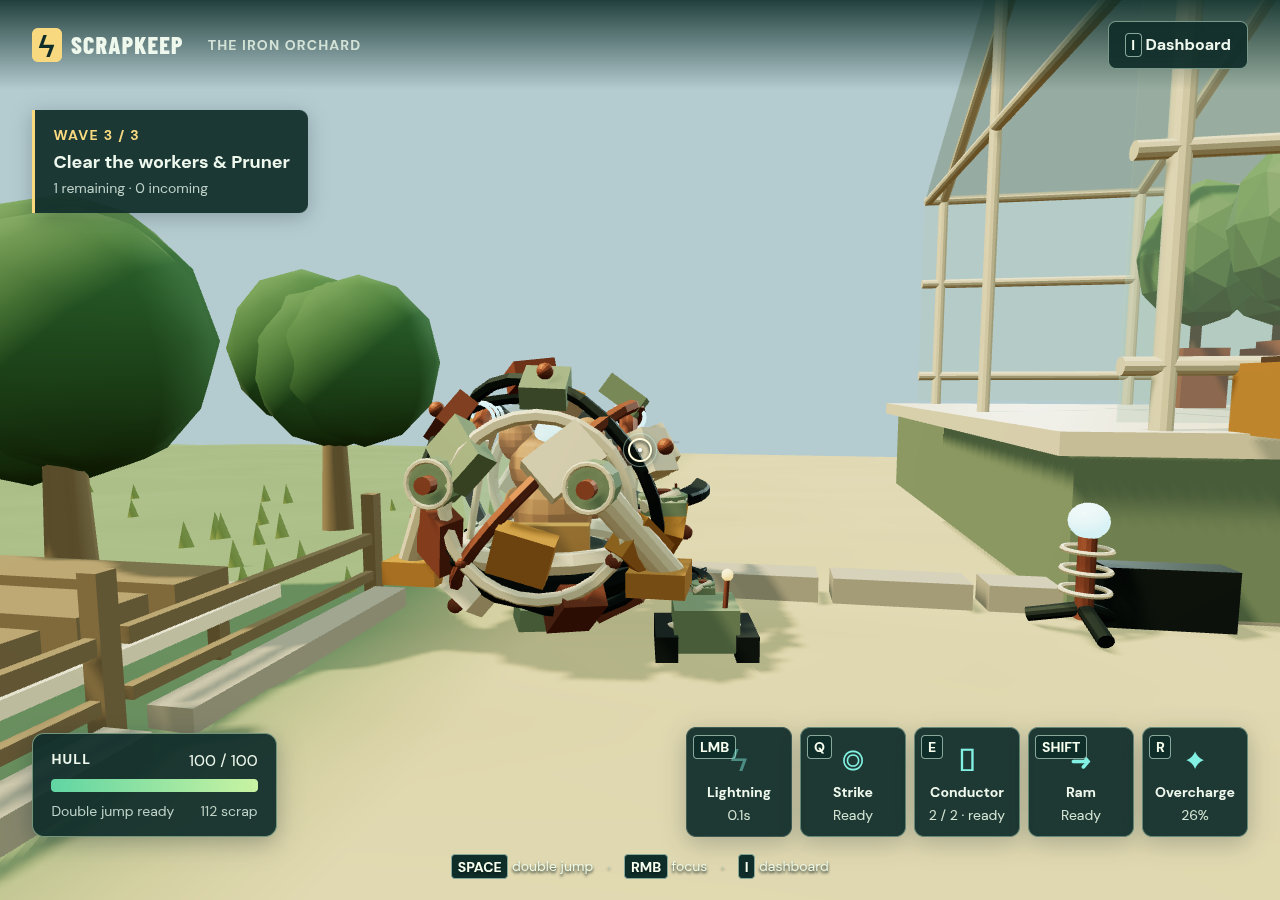 SCRAPKEEP
THE IRON ORCHARD
I Dashboard
WAVE 3 / 3
Clear the workers & Pruner
1 remaining · 0 incoming
HULL 100 / 100
Double jump ready 112 scrap
LMB
Lightning
0.1s
Q
Strike
Ready
E
Conductor
2 / 2 · ready
SHIFT
Ram
Ready
R
Overcharge
26%
SPACE double jump · RMB focus · I dashboard